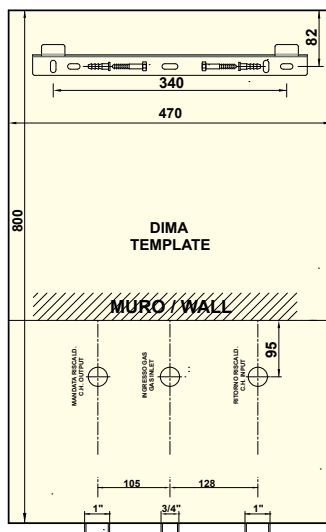 82
340
470
800
DIMA
TEMPLATE
MURO / WALL
95
MANDATA RISCALD.
C.H. OUTPUT
INGRESSO GAS
GAS INLET
RITORNO RISCALD.
C.H. INPUT
105
128
1"
3/4"
1"